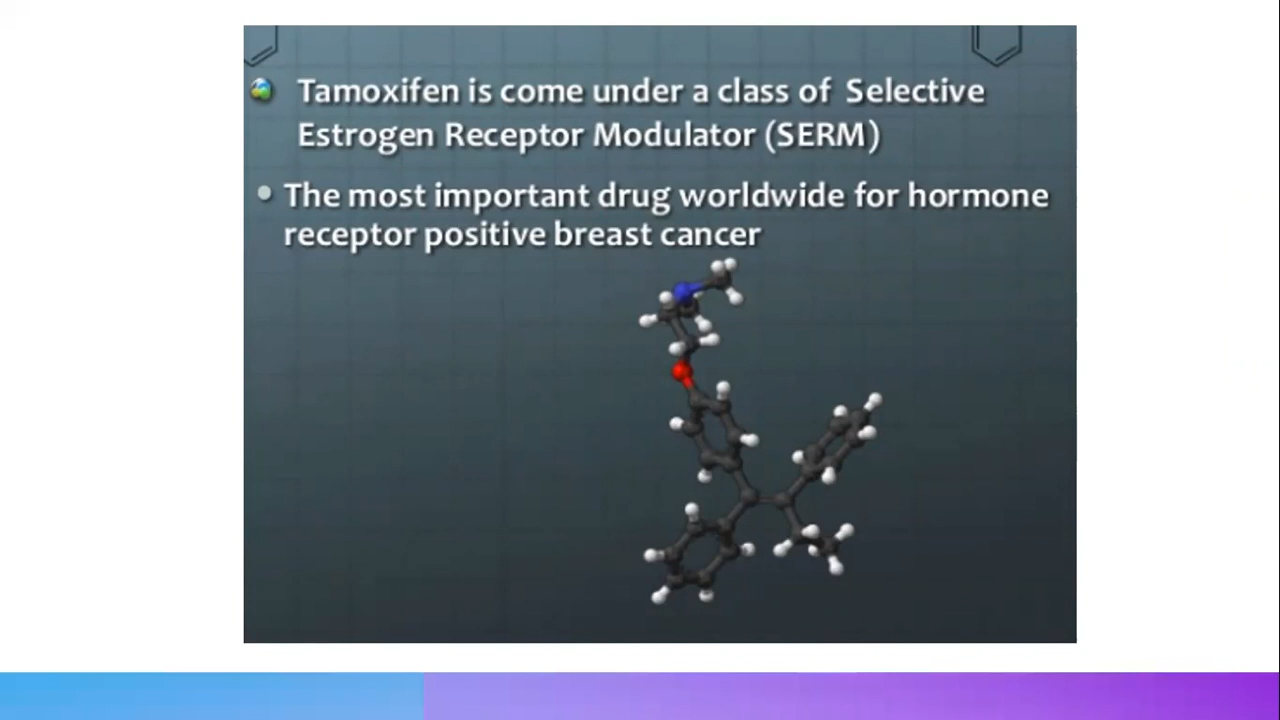 Tamoxifen is come under a class of Selective
Estrogen Receptor Modulator (SERM)
The most important drug worldwide for hormone
receptor positive breast cancer